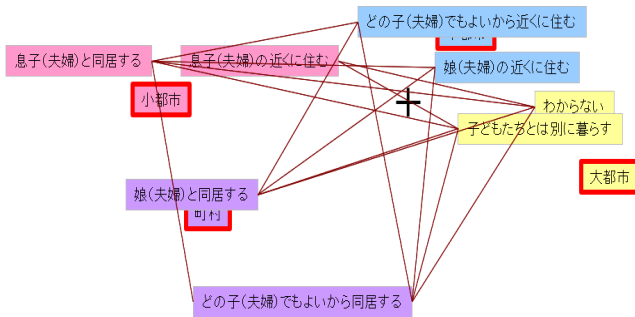 どの子(夫婦)でもよいから近くに住む
息子(夫婦)と同居する
息子(夫婦)の近くに住む
娘(夫婦)の近くに住む
小都市
わからない
子どもたちとは別に暮らす
大都市
娘(夫婦)と同居する
町村
どの子(夫婦)でもよいから同居する